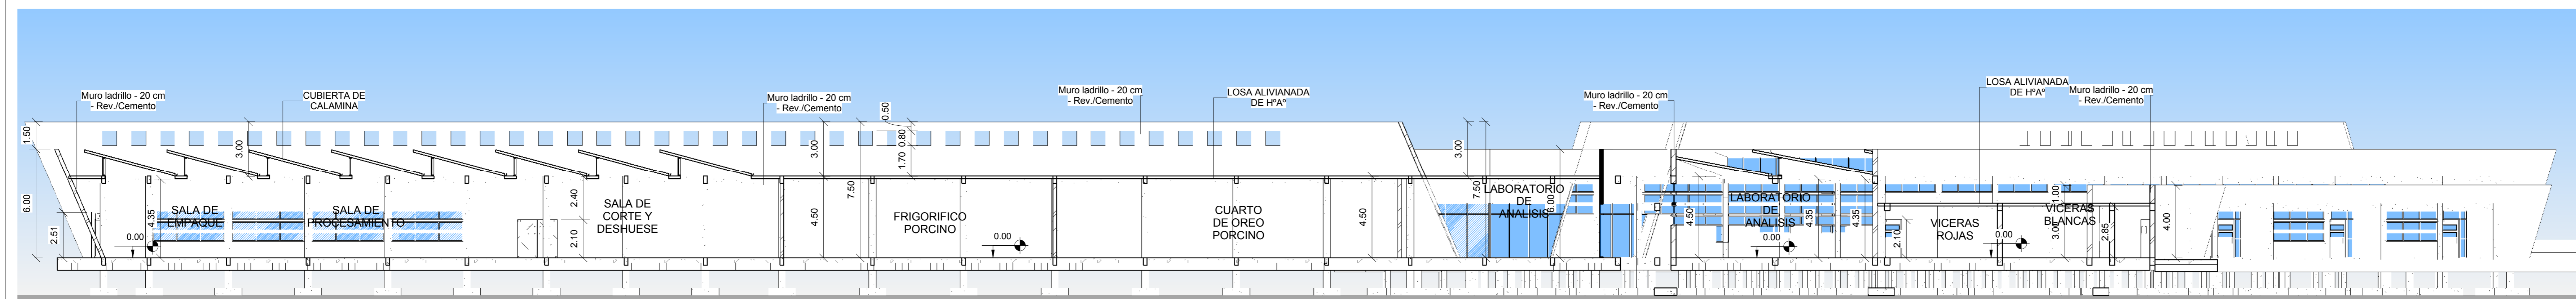 Muro ladrillo - 20 cm
- Rev./Cemento
CUBIERTA DE
CALAMINA
Muro ladrillo - 20 cm
- Rev./Cemento
Muro ladrillo - 20 cm
- Rev./Cemento
LOSA ALIVIANADA
DE HºAº
Muro ladrillo - 20 cm
- Rev./Cemento
LOSA ALIVIANADA
DE HºAº
Muro ladrillo - 20 cm
- Rev./Cemento
1.50
6.00
2.51
3.00
4.35
0.00
SALA DE
EMPAQUE
SALA DE
PROCESAMIENTO
2.40
2.10
SALA DE
CORTE Y
DESHUESE
3.00
4.50
7.50
0.50
0.80
1.70
FRIGORIFICO
PORCINO
0.00
CUARTO
DE OREO
PORCINO
4.50
3.00
7.50
LABORATORIO
DE
ANALISIS
6.00
4.50
LABORATORIO
DE
ANALISIS
0.00
4.35
4.35
2.10
VICERAS
ROJAS
0.00
1.00
VICERAS
BLANCAS
3.00
2.85
4.00